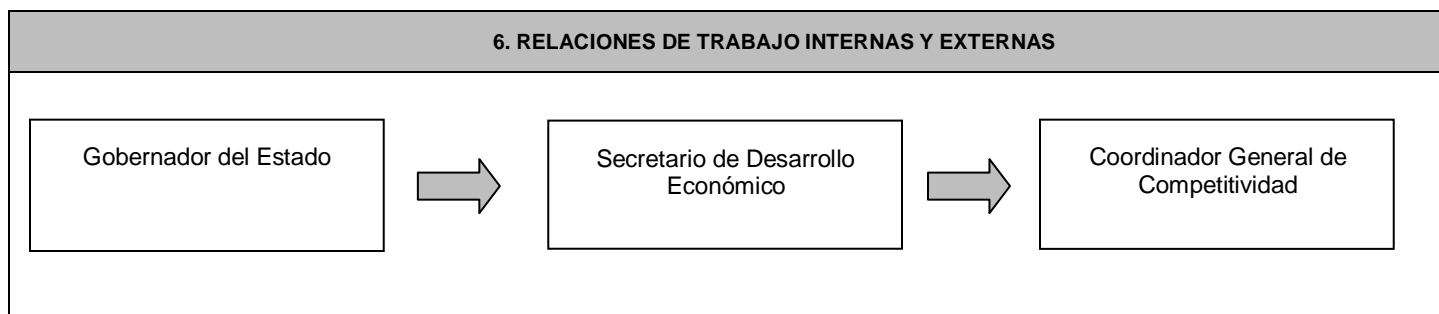 6. RELACIONES DE TRABAJO INTERNAS Y EXTERNAS
Gobernador del Estado
Secretario de Desarrollo
Económico
Coordinador General de
Competitividad